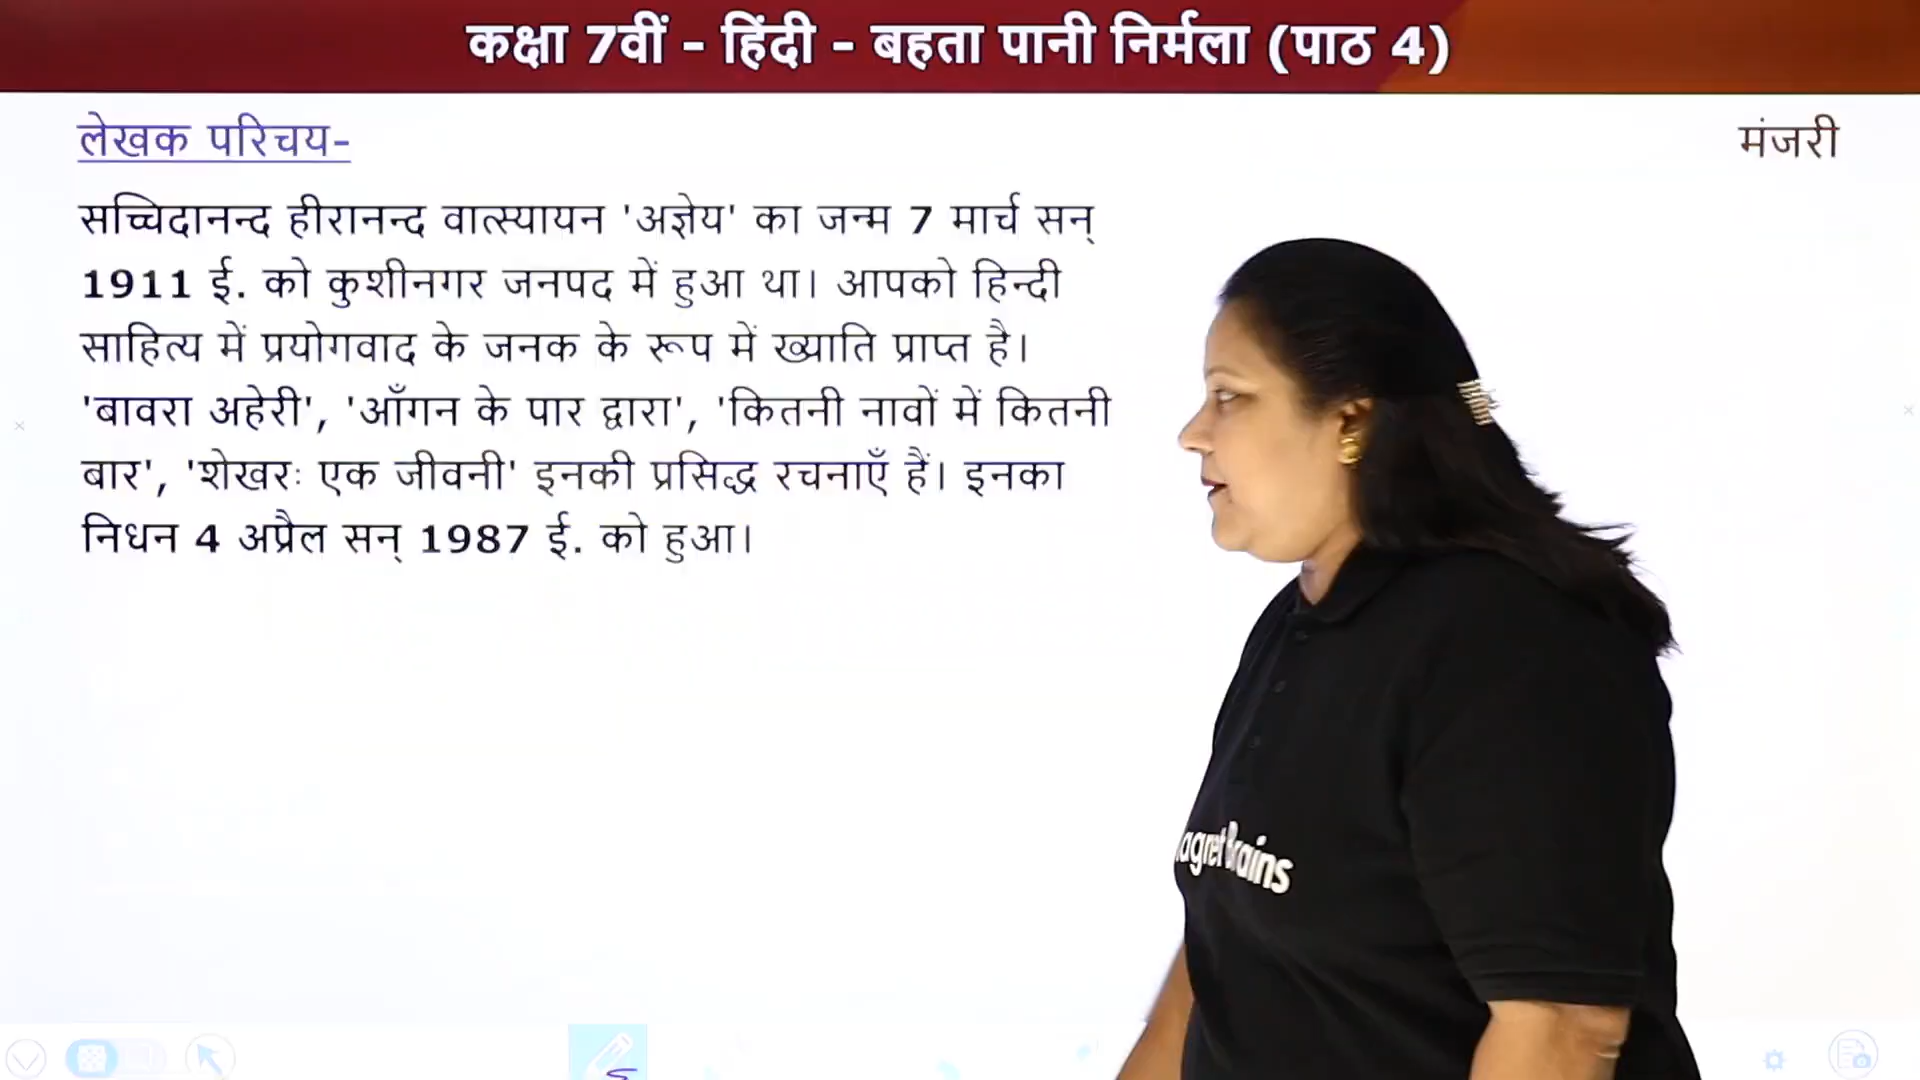 कक्षा 7वीं - हिंदी - बहता पानी निर्मला (पाठ 4)
लेखक परिचय-
मंजरी
सच्चिदानन्द हीरानन्द वात्स्यायन 'अज्ञेय' का जन्म 7 मार्च सन्
1911 ई. को कुशीनगर जनपद में हुआ था। आपको हिन्दी
साहित्य में प्रयोगवाद के जनक के रूप में ख्याति प्राप्त है।
'बावरा अहेरी', 'आँगन के पार द्वारा', 'कितनी नावों में कितनी
बार', 'शेखरः एक जीवनी' इनकी प्रसिद्ध रचनाएँ हैं। इनका
निधन 4 अप्रैल सन् 1987 ई. को हुआ।
agnet Brains